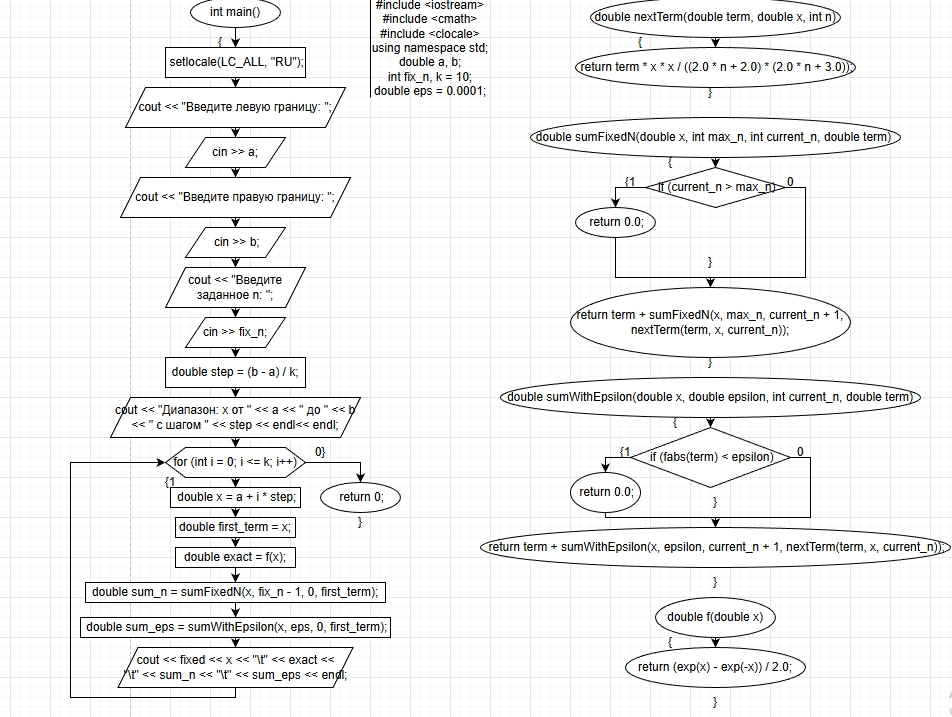 int main()
{
setlocale(LC_ALL, "RU");
cout << "Введите левую границу: ";
cin >> a;
cout << "Введите правую границу: ";
cin >> b;
cout << "Введите
заданное n: ";
cin >> fix_n;
double step = (b - a) / k;
cout << "Диапазон: x от " << a << " до " << b
<< " с шагом " << step << endl<< endl;
for (int i = 0; i <= k; i++)
0}
{1
return 0;
}
double x = a + i * step;
double first_term = x;
double exact = f(x);
double sum_n = sumFixedN(x, fix_n - 1, 0, first_term);
double sum_eps = sumWithEpsilon(x, eps, 0, first_term);
cout << fixed << x << "\t" << exact <<
"\t" << sum_n << "\t" << sum_eps << endl;
#include <iostream>
#include <cmath>
#include <clocale>
using namespace std;
double a, b;
int fix_n, k = 10;
double eps = 0.0001;
double nextTerm(double term, double x, int n)
{
return term * x * x / ((2.0 * n + 2.0) * (2.0 * n + 3.0));
}
double sumFixedN(double x, int max_n, int current_n, double term)
{
{1
if (current_n > max_n)
0
return 0.0;
}
return term + sumFixedN(x, max_n, current_n + 1,
nextTerm(term, x, current_n));
}
double sumWithEpsilon(double x, double epsilon, int current_n, double term)
{
{1
if (fabs(term) < epsilon)
0
return 0.0;
}
return term + sumWithEpsilon(x, epsilon, current_n + 1, nextTerm(term, x, current_n));
}
double f(double x)
{
return (exp(x) - exp(-x)) / 2.0;
}